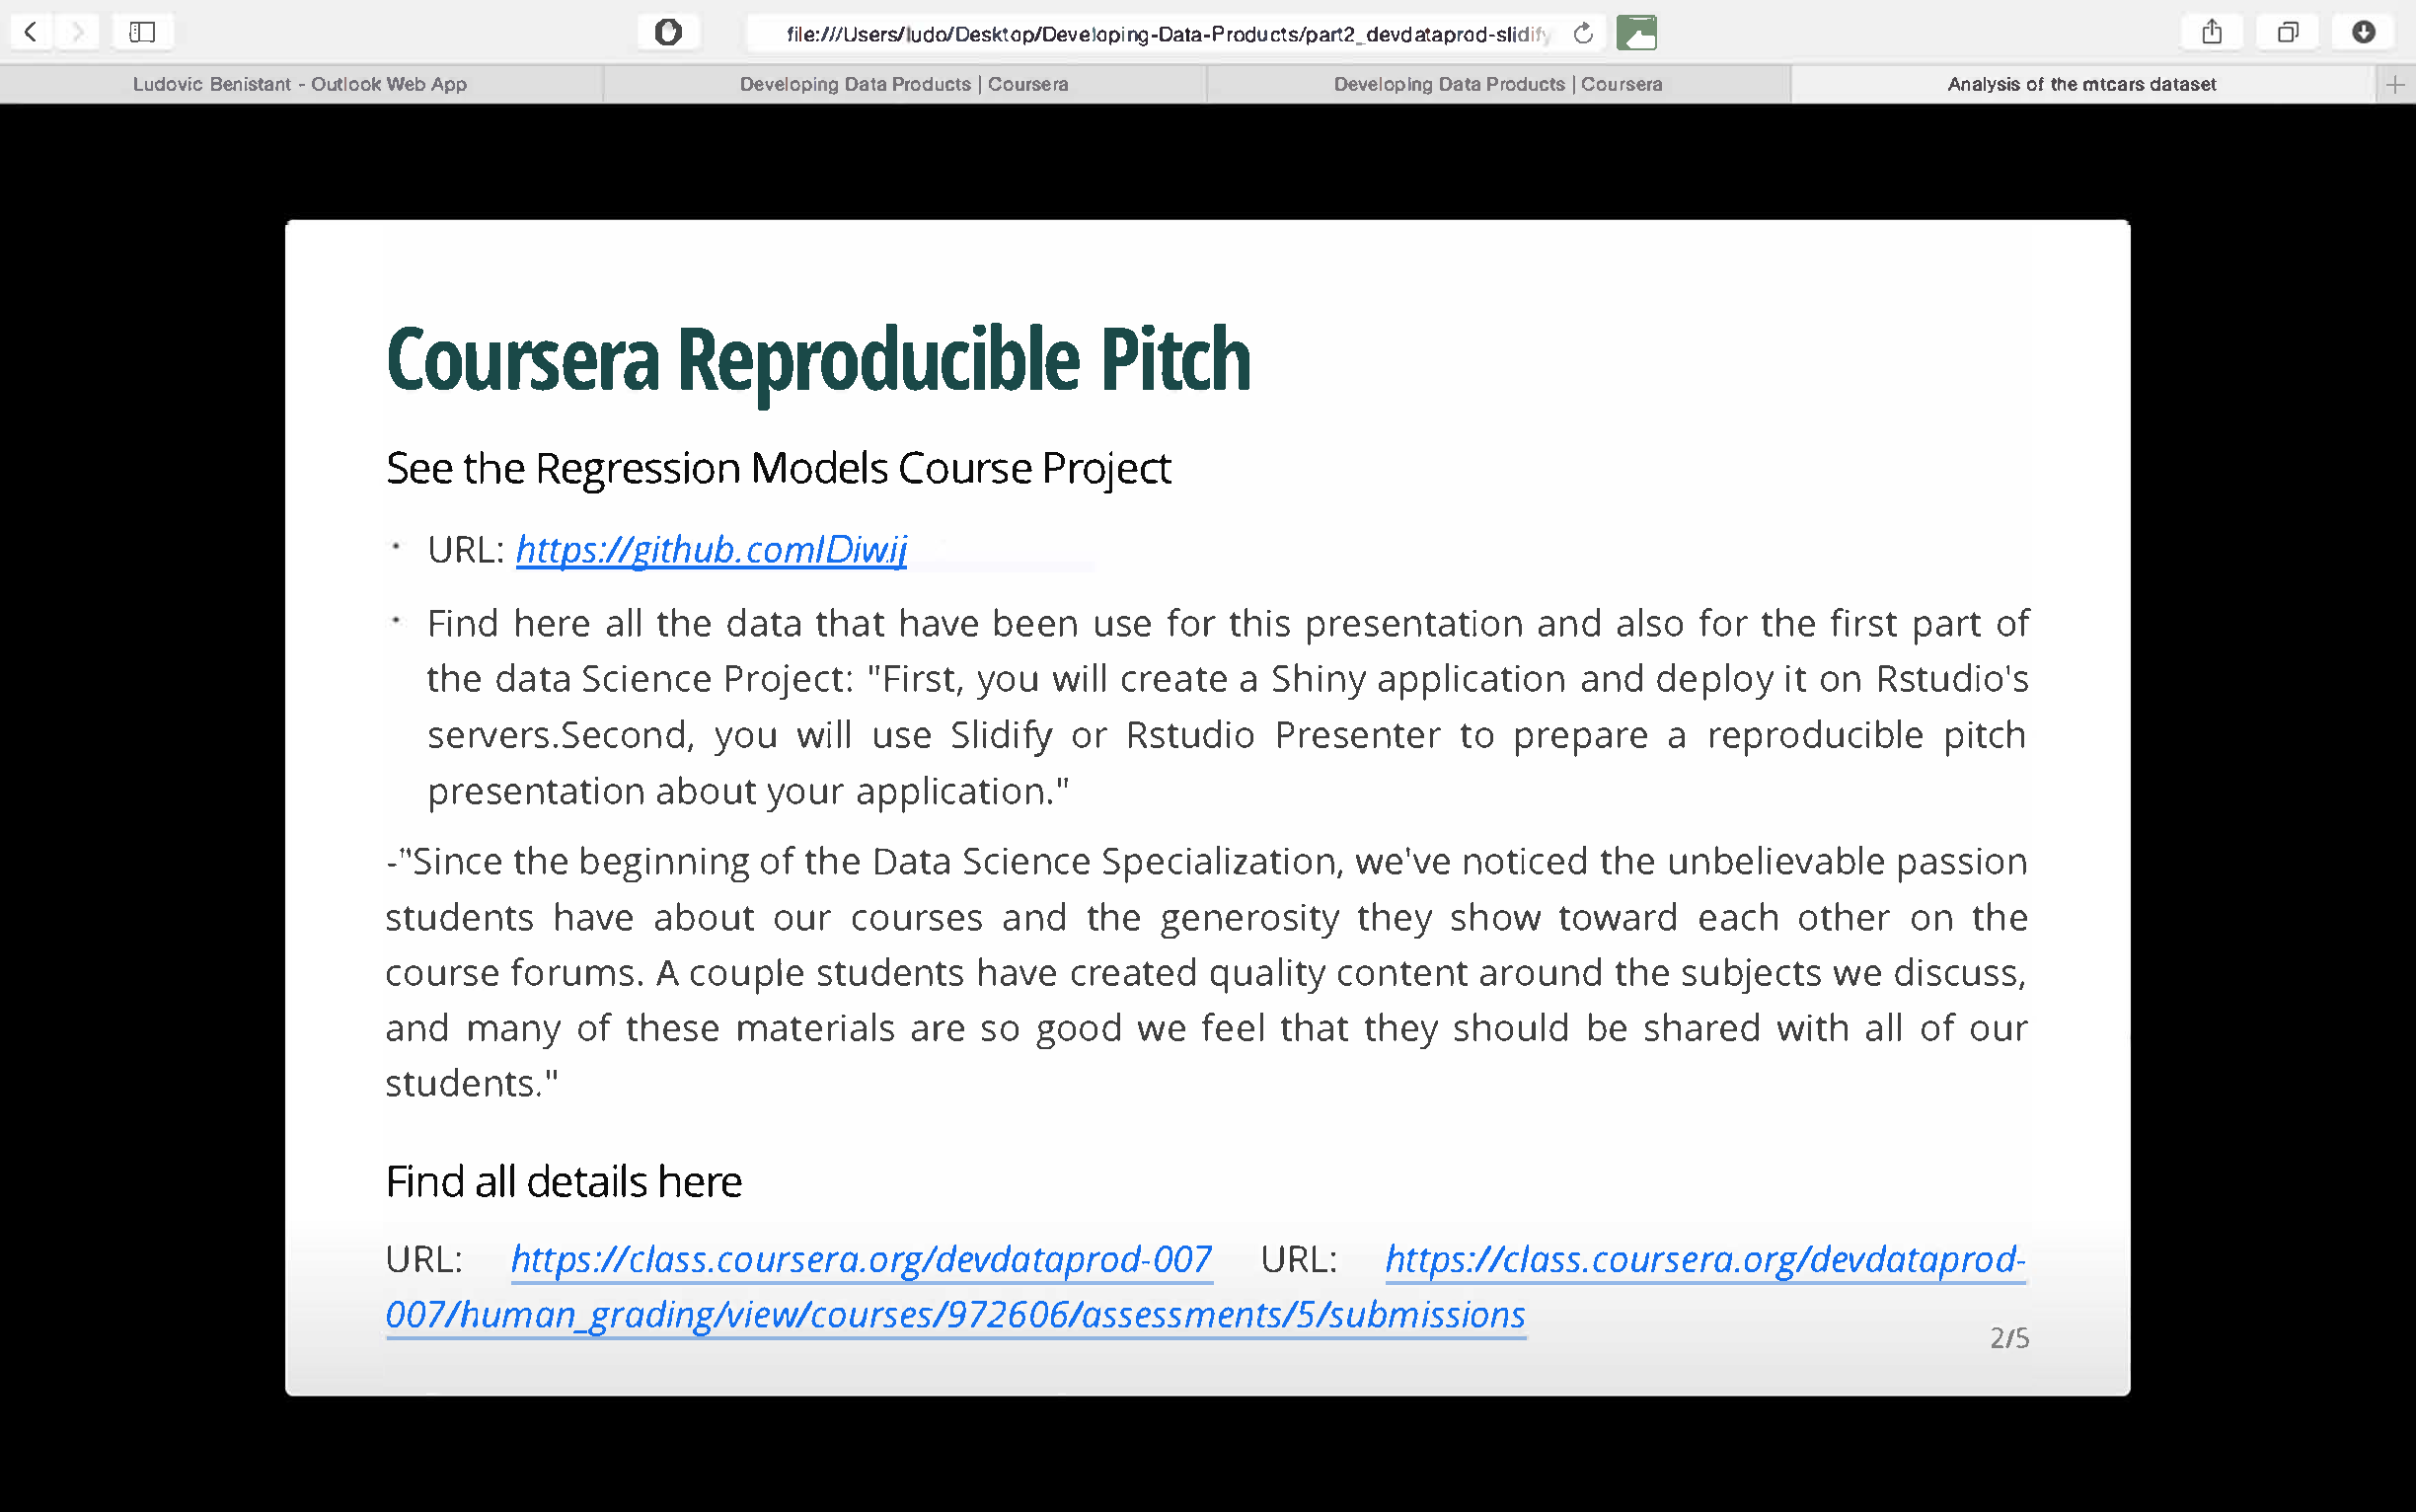 file:///Users/ludo/Desktop/Developing-Data-Products/part2_devdataprod-slidify
Ludovic Benistant - Outlook Web App
Developing Data Products | Coursera
Developing Data Products | Coursera
Analysis of the mtcars dataset
Coursera Reproducible Pitch
See the Regression Models Course Project
• URL: https://github.comlDiwij
• Find here all the data that have been use for this presentation and also for the first part of
the data Science Project: "First, you will create a Shiny application and deploy it on Rstudio's
servers.Second, you will use Slidify or Rstudio Presenter to prepare a reproducible pitch
presentation about your application."
-"Since the beginning of the Data Science Specialization, we've noticed the unbelievable passion
students have about our courses and the generosity they show toward each other on the
course forums. A couple students have created quality content around the subjects we discuss,
and many of these materials are so good we feel that they should be shared with all of our
students."
Find all details here
URL: https://class.coursera.org/devdataprod-007 URL: https://class.coursera.org/devdataprod-
007/human_grading/view/courses/972606/assessments/5/submissions
2/5